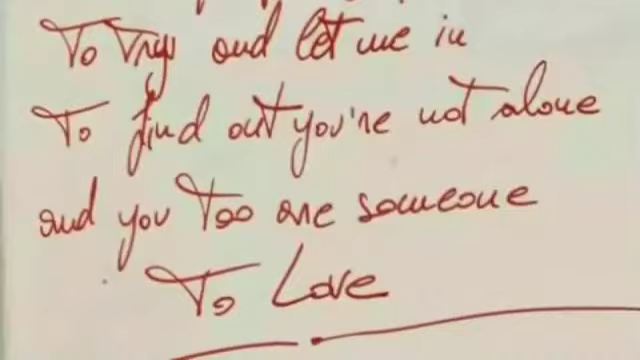 To Try and let me in
To find out you're not alone
and you Too are someone
To Love